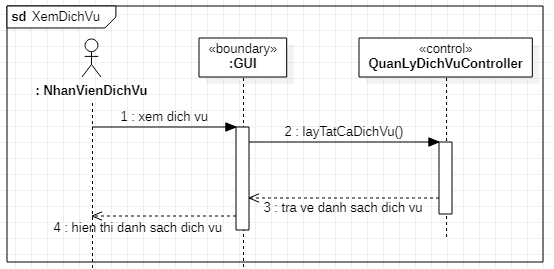 sd XemDichVu
: NhanVienDichVu
«boundary»
:GUI
«control»
QuanLyDichVuController
1 : xem dich vu
2 : layTatCaDichVu()
3 : tra ve danh sach dich vu
4 : hien thi danh sach dich vu